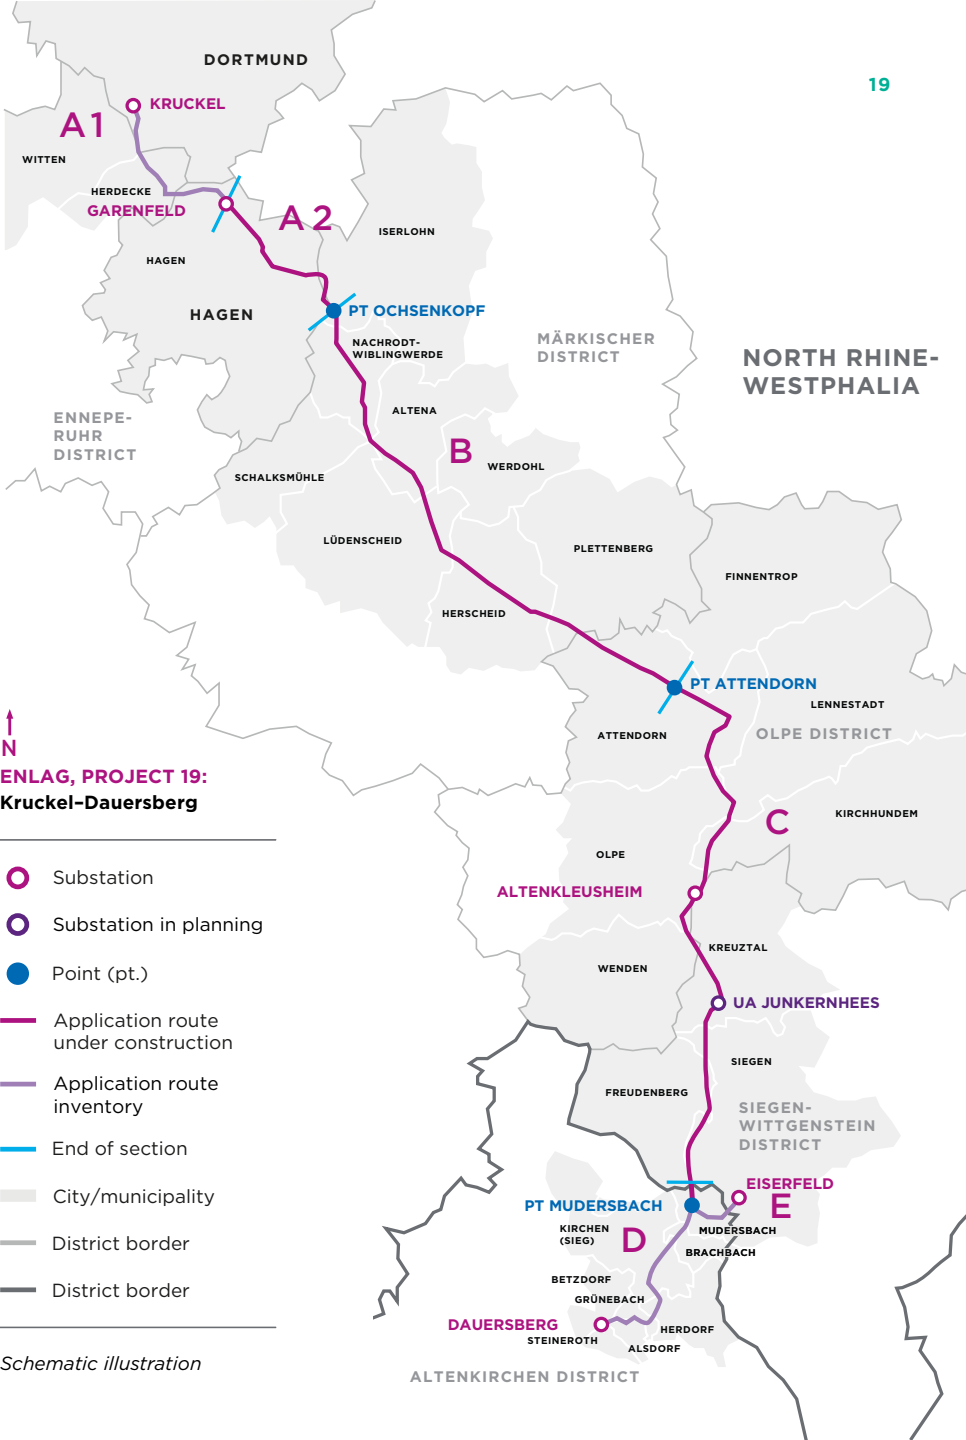 DORTMUND
19
KRUCKEL
A1
WITTEN
HERDECKE
GARENFELD
A 2
ISERLOHN
HAGEN
HAGEN
PT OCHSENKOPF
NACHRODT-
WIBLINGWERDE
MÄRKISCHER
DISTRICT
NORTH RHINE-
WESTPHALIA
ENNEPE-
RUHR
DISTRICT
ALTENA
B
WERDOHL
SCHALKSMÜHLE
LÜDENSCHEID
PLETTENBERG
FINNENTROP
HERSCHEID
PT ATTENDORN
LENNESTADT
ATTENDORN
OLPE DISTRICT
N
ENLAG, PROJECT 19:
Kruckel–Dauersberg
C
KIRCHHUNDEM
OLPE
ALTENKLEUSHEIM
KREUZTAL
WENDEN
UA JUNKERNHEES
SIEGEN
FREUDENBERG
SIEGEN-
WITTGENSTEIN
DISTRICT
EISERFELD
E
PT MUDERSBACH
MUDERSBACH
KIRCHEN
(SIEG)
D
BRACHBACH
BETZDORF
GRÜNEBACH
DAUERSBERG
STEINEROTH
HERDORF
ALSDORF
ALTENKIRCHEN DISTRICT
Substation
Substation in planning
Point (pt.)
Application route
under construction
Application route
inventory
End of section
City/municipality
District border
District border
Schematic illustration